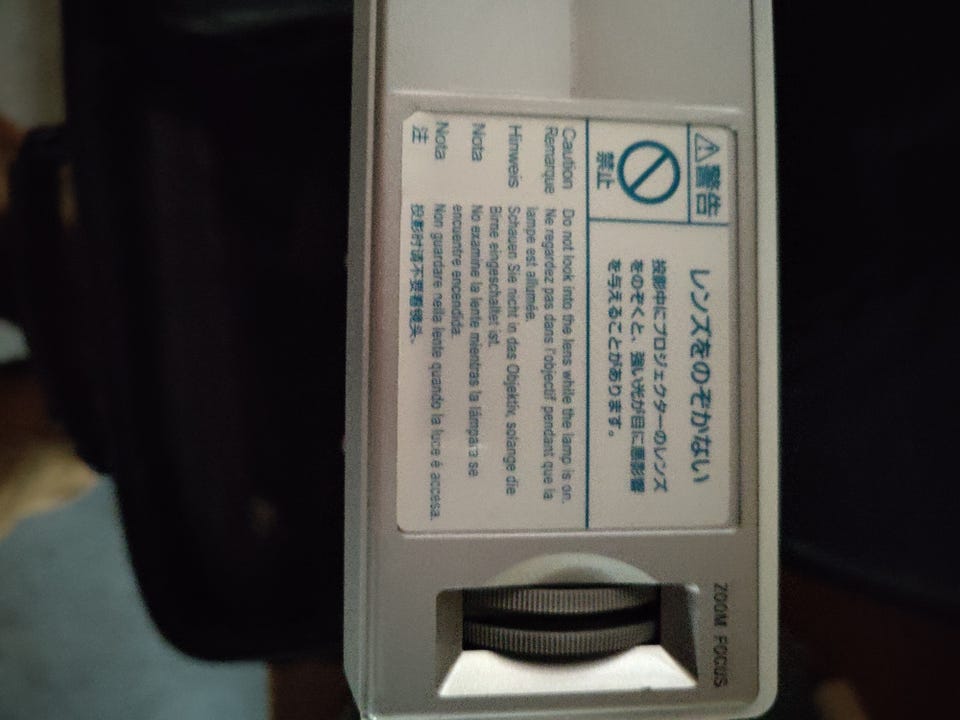 ⚠警告
禁止
レンズをのぞかない
投影中にプロジェクターのレンズ
をのぞくと、強い光が目に悪影響
を与えることがあります。
Caution Do not look into the lens while the lamp is on.
Remarque Ne regardez pas dans l'objectif pendant que la
lampe est allumée.
Hinweis Schauen Sie nicht in das Objektiv, solange die
Birne eingeschaltet ist.
Nota No examine la lente mientras la lámpara se
encuentre encendida.
Nota Non guardare nella lente quando la luce è accesa.
注 投影时请不要看镜头。
ZOOM FOCUS